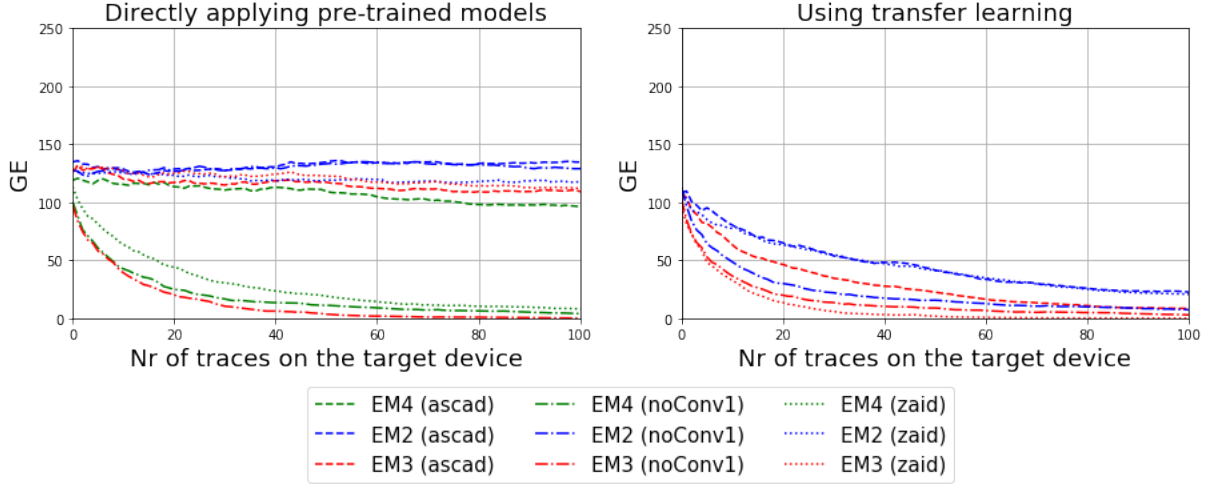 Directly applying pre-trained models
Using transfer learning
250
200
150
100
50
0
GE
0 20 40 60 80 100
Nr of traces on the target device
250
200
150
100
50
0
GE
0 20 40 60 80 100
Nr of traces on the target device
EM4 (ascad) EM4 (noConv1) EM4 (zaid)
EM2 (ascad) EM2 (noConv1) EM2 (zaid)
EM3 (ascad) EM3 (noConv1) EM3 (zaid)